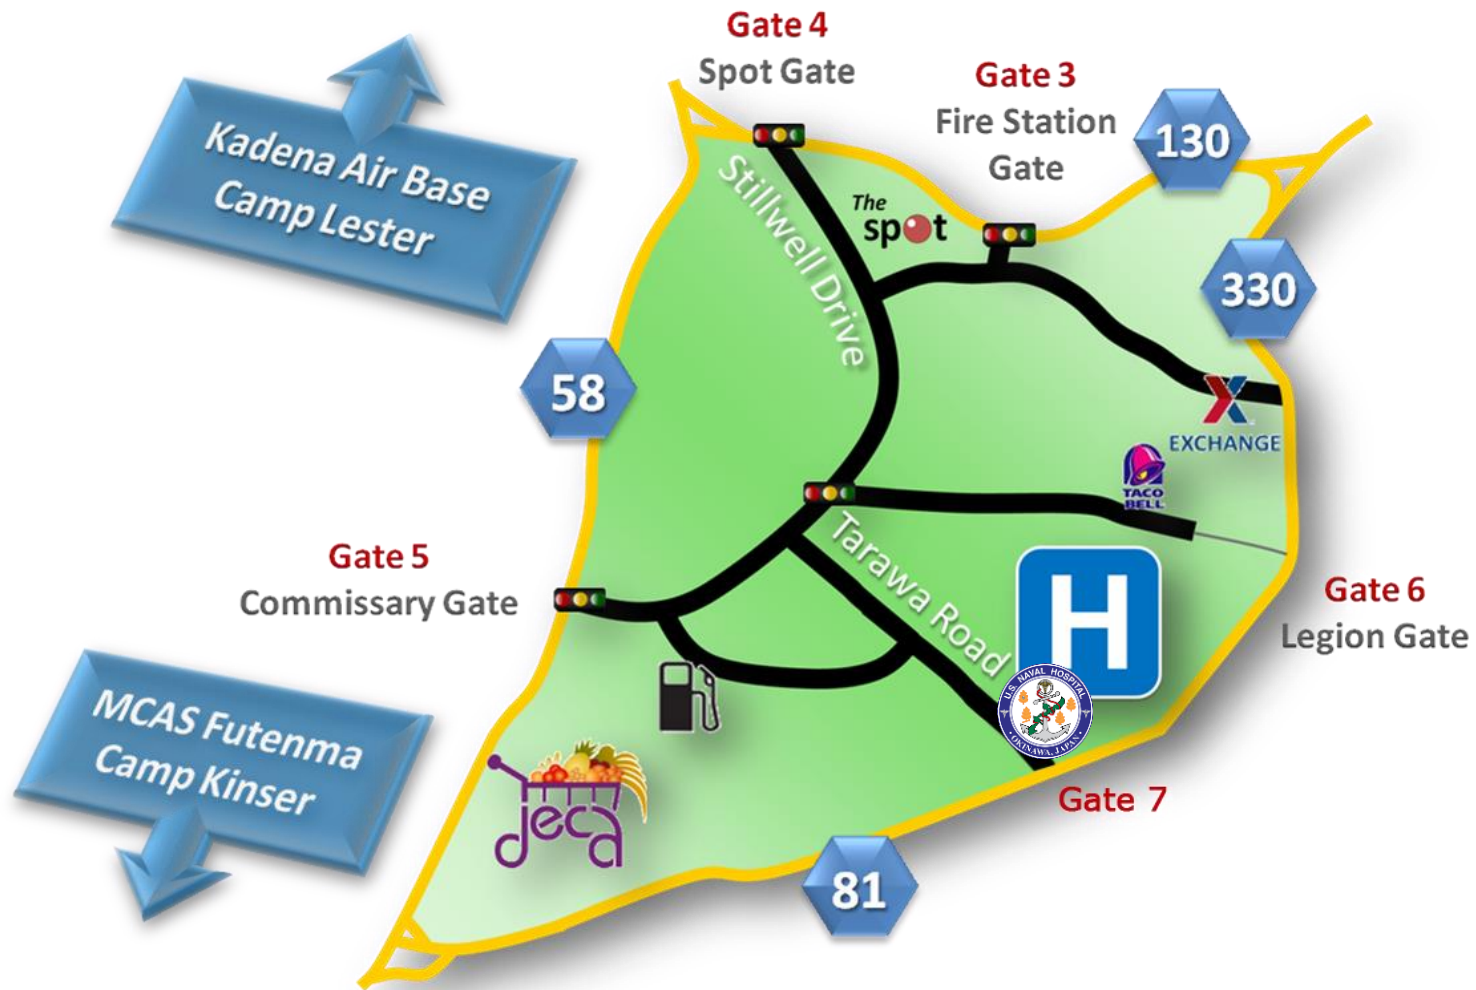 Gate 4
Spot Gate
Gate 3
Fire Station
Gate
130
Kadena Air Base
Camp Lester
Stillwell Drive
The
spot
330
58
EXCHANGE
TACO
BELL
Tarawa Road
Gate 5
Commissary Gate
H
Gate 6
Legion Gate
U.S. NAVAL HOSPITAL
OKINAWA, JAPAN
MCAS Futenma
Camp Kinser
deca
Gate 7
81